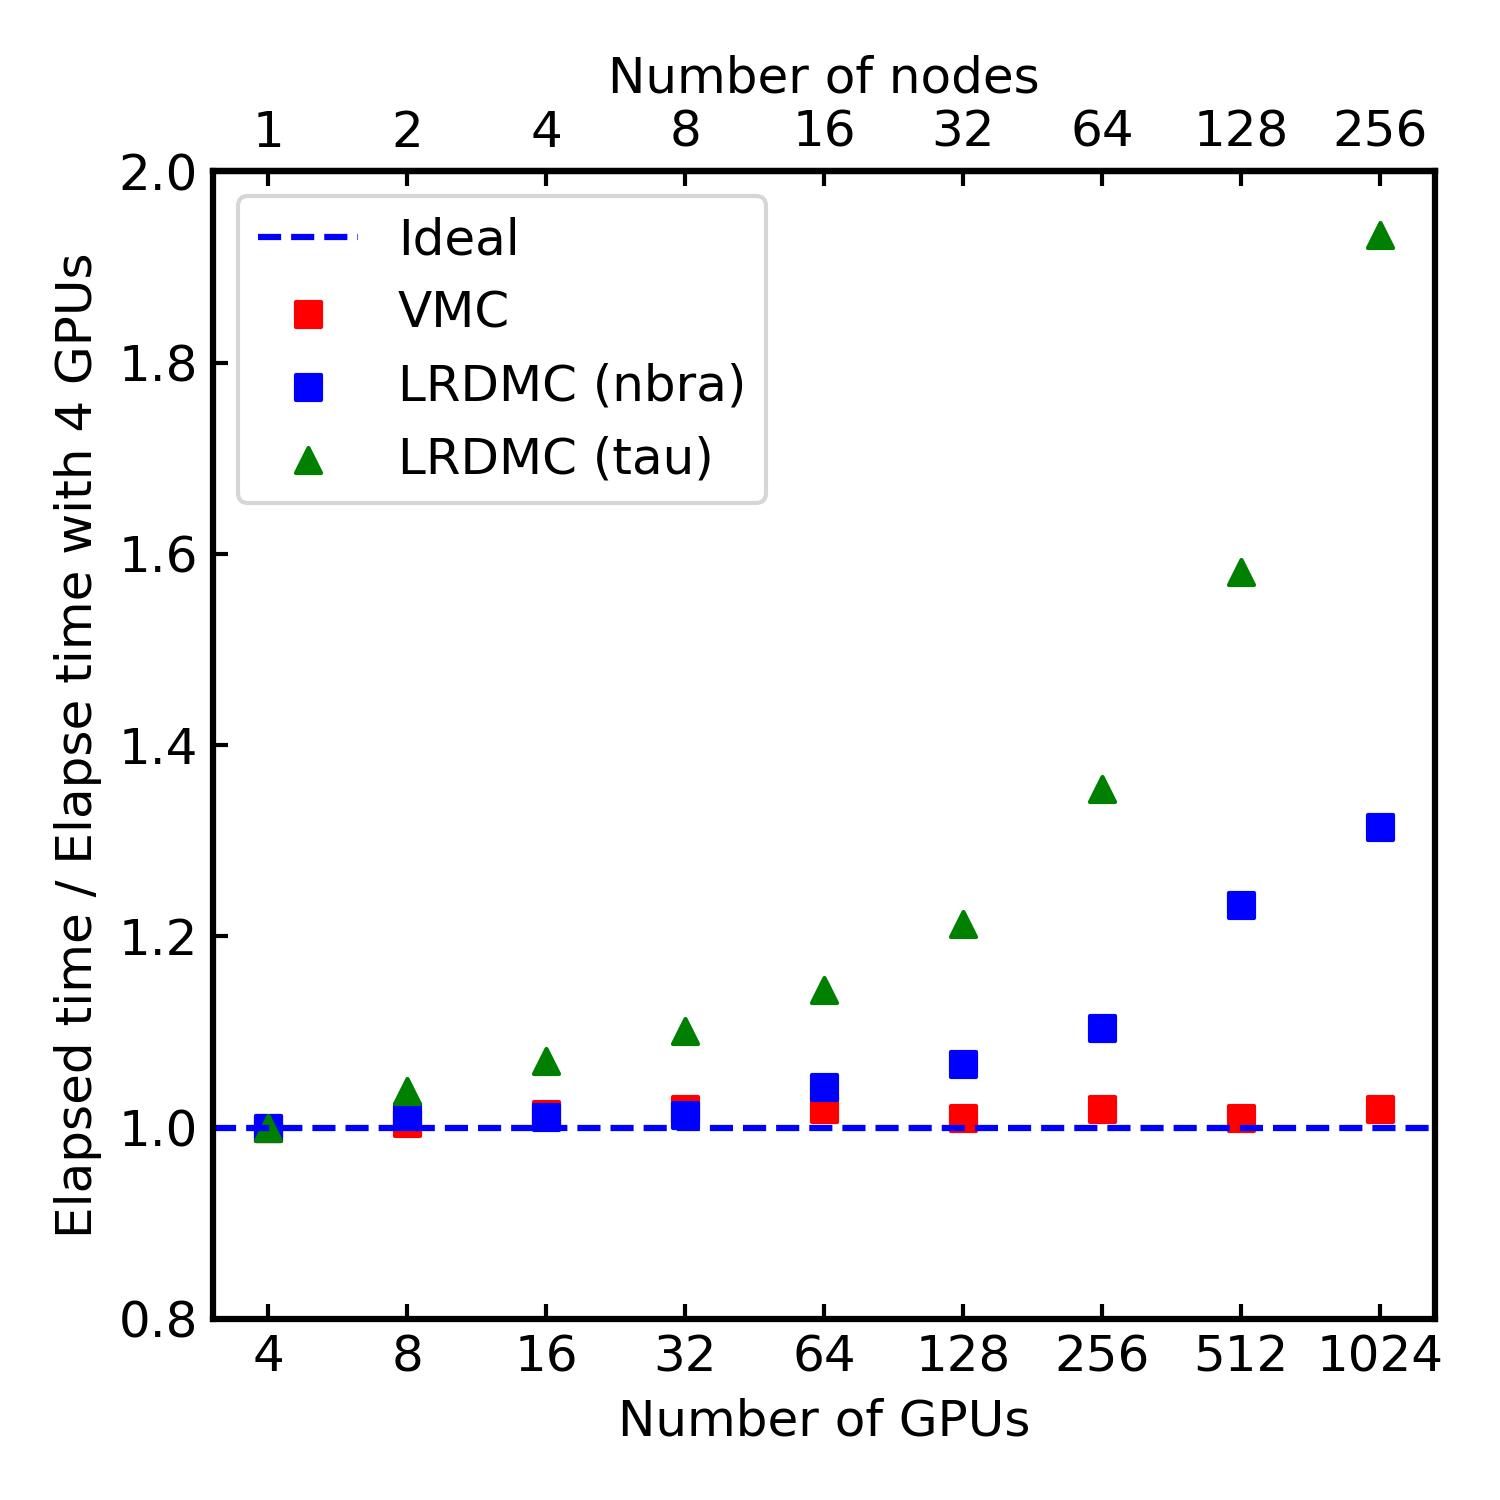 Number of nodes
1 2 4 8 16 32 64 128 256
2.0
1.8
1.6
1.4
1.2
1.0
0.8
Elapsed time / Elapse time with 4 GPUs
Ideal
VMC
LRDMC (nbra)
LRDMC (tau)
4 8 16 32 64 128 256 512 1024
Number of GPUs